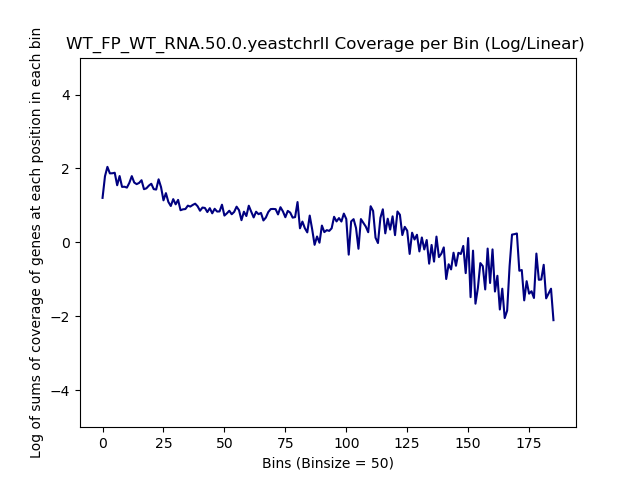 WT_FP_WT_RNA.50.0.yeastchrII Coverage per Bin (Log/Linear)
Log of sums of coverage of genes at each position in each bin
4
2
0
−2
−4
0 25 50 75 100 125 150 175
Bins (Binsize = 50)